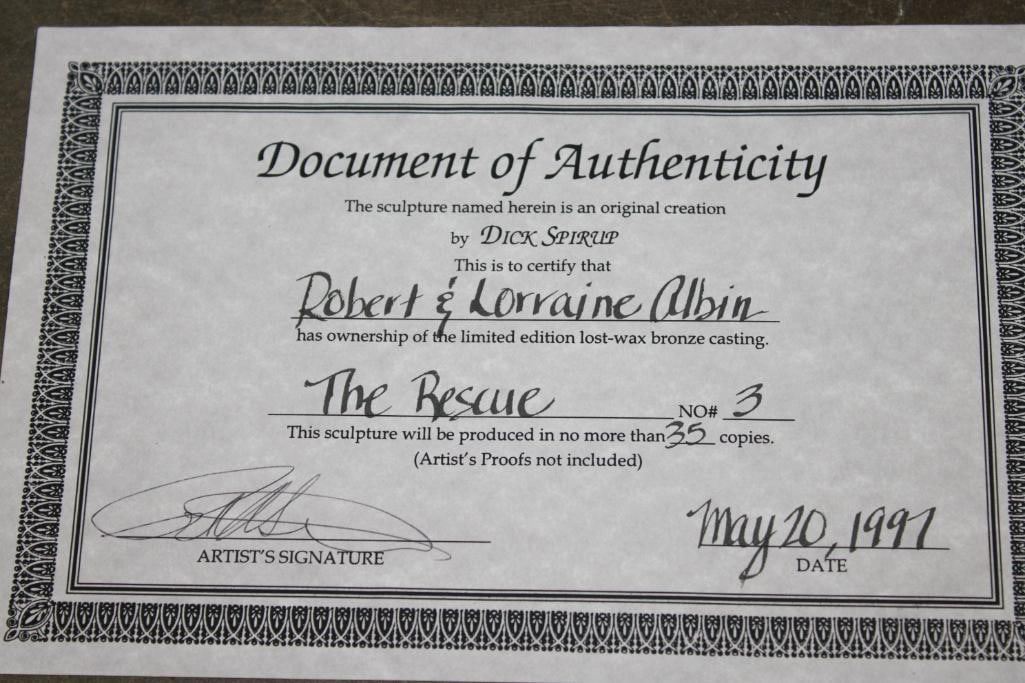 Document of Authenticity
The sculpture named herein is an original creation
by DICK SPIRUP
This is to certify that
Robert & Lorraine Albin
has ownership of the limited edition lost-wax bronze casting.
The Rescue NO# 3
This sculpture will be produced in no more than 35 copies.
(Artist's Proofs not included)
ARTIST'S SIGNATURE
May 20, 1997
DATE